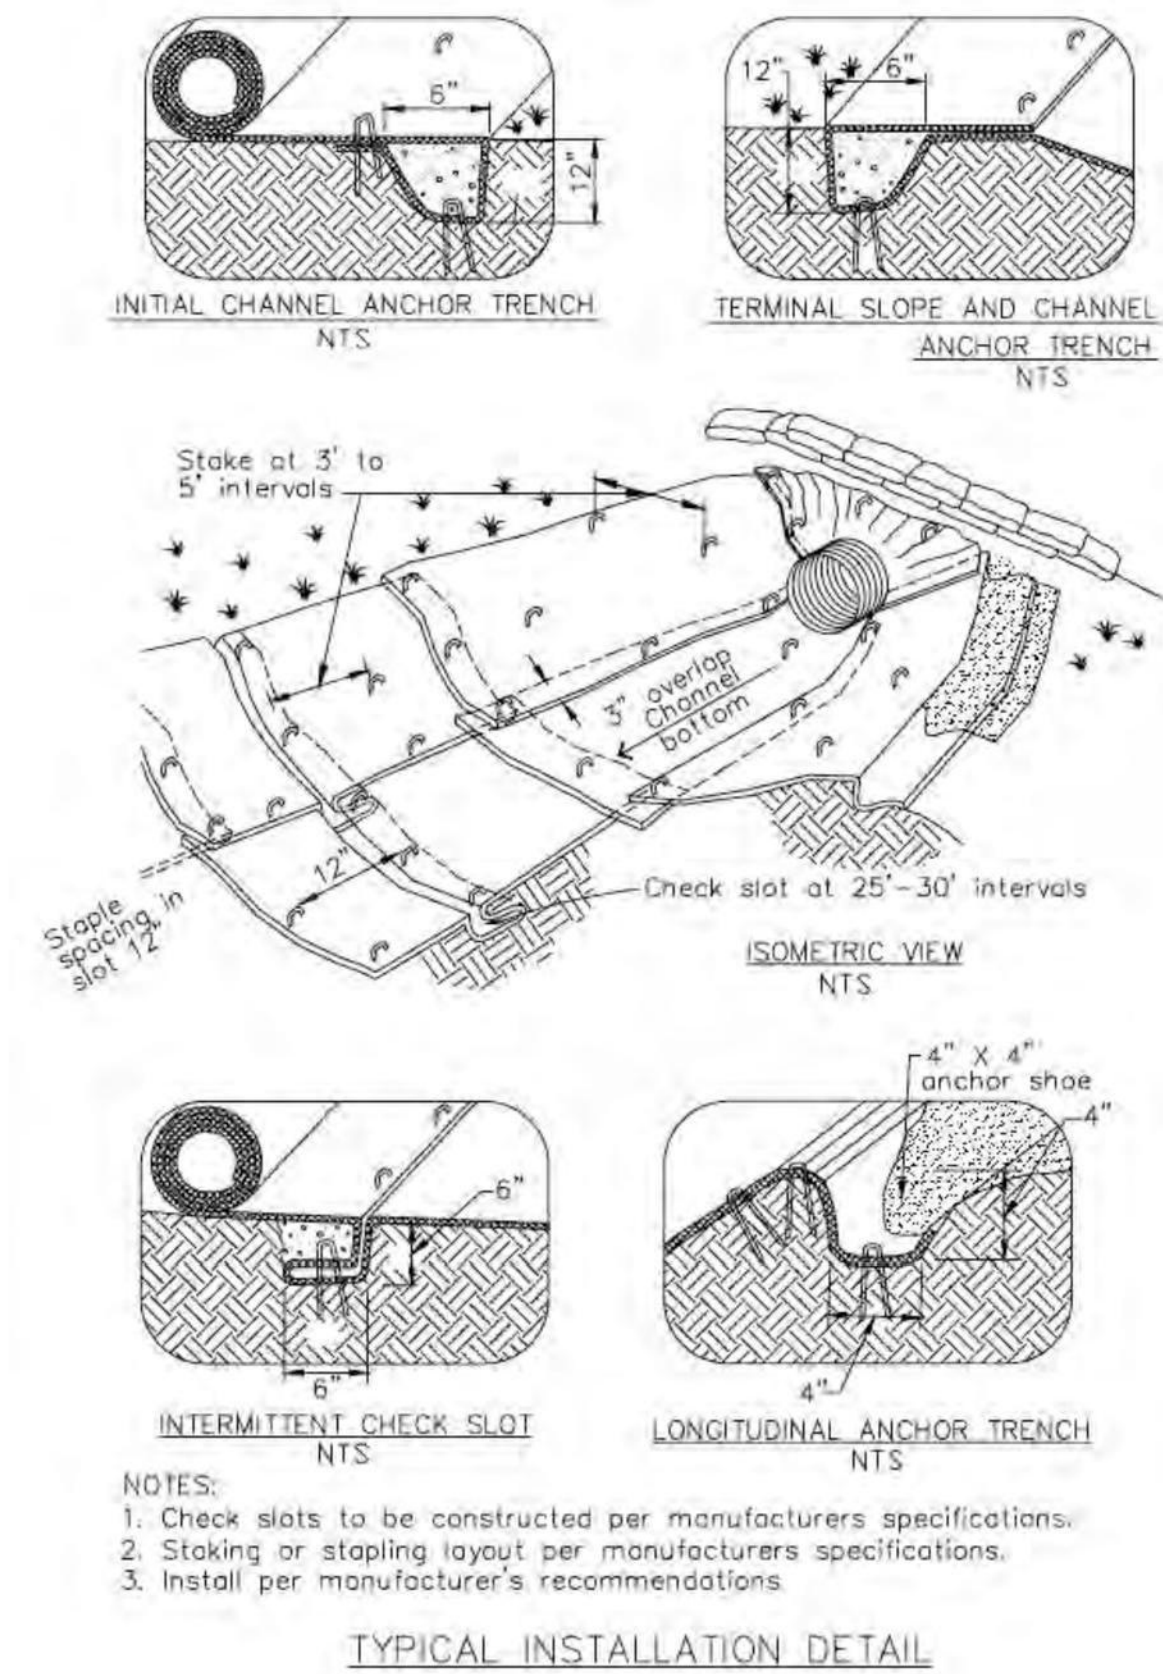 6"
12"
INITIAL CHANNEL ANCHOR TRENCH
NTS
12"
6"
TERMINAL SLOPE AND CHANNEL
ANCHOR TRENCH
NTS
Stake at 3' to
5' intervals
3" overlap
Channel
bottom
12"
Staple
spacing in
slot 12"
Check slot at 25'-30' intervals
ISOMETRIC VIEW
NTS
6"
6"
INTERMITTENT CHECK SLOT
NTS
4" X 4"
anchor shoe
4"
4"
LONGITUDINAL ANCHOR TRENCH
NTS
NOTES:
1. Check slots to be constructed per manufacturers specifications.
2. Staking or stapling layout per manufacturers specifications.
3. Install per manufacturer's recommendations
TYPICAL INSTALLATION DETAIL